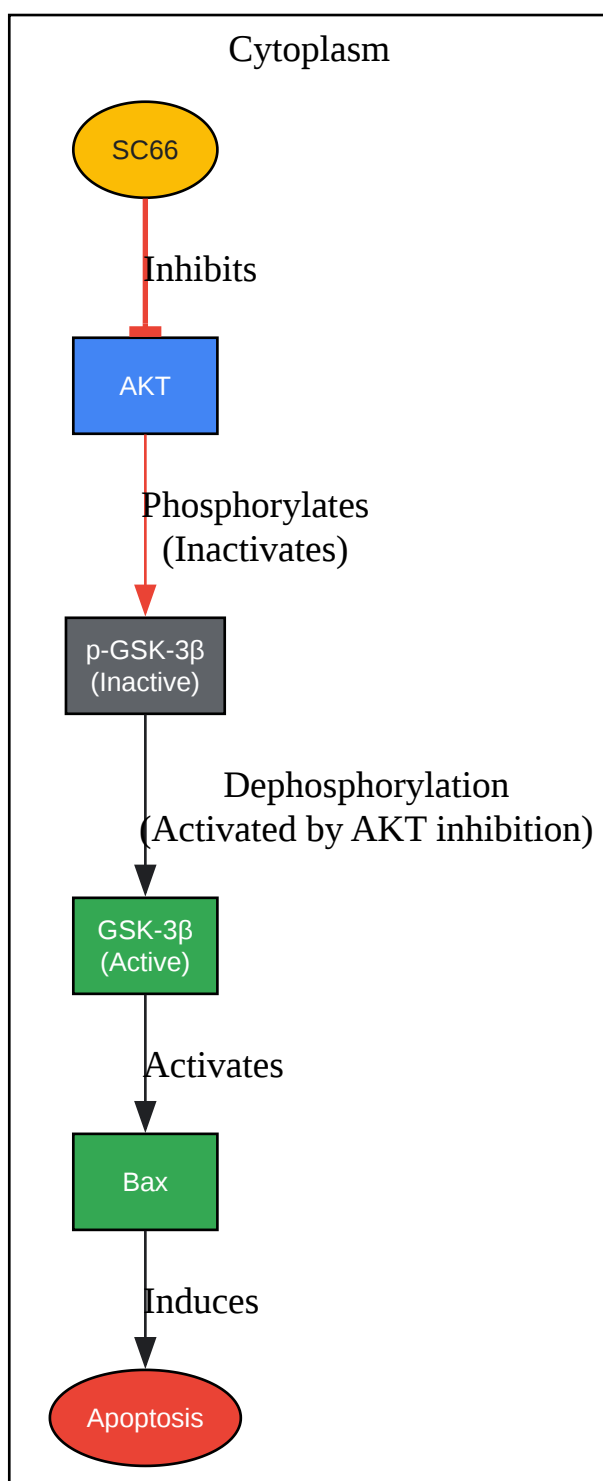 Cytoplasm
SC66
Inhibits
AKT
Phosphorylates
(Inactivates)
p-GSK-3β
(Inactive)
Dephosphorylation
(Activated by AKT inhibition)
GSK-3β
(Active)
Activates
Bax
Induces
Apoptosis